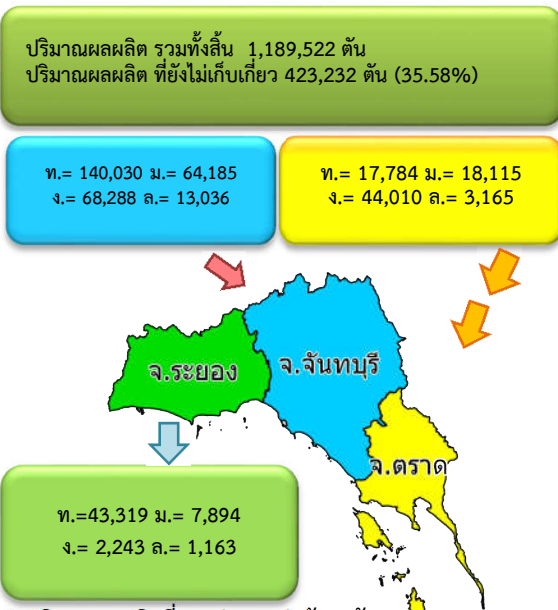 ปริมาณผลผลิต รวมทั้งสิ้น 1,189,522 ตัน
ปริมาณผลผลิต ที่ยังไม่เก็บเกี่ยว 423,232 ตัน (35.58%)
ท.= 140,030 ม.= 64,185
ง.= 68,288 ล.= 13,036
ท.= 17,784 ม.= 18,115
ง.= 44,010 ล.= 3,165
จ.ระยอง
จ.จันทบุรี
จ.ตราด
ท.=43,319 ม.= 7,894
ง.= 2,243 ล.= 1,163